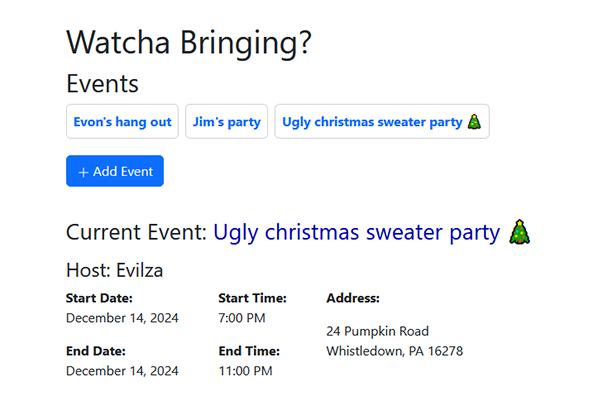 Watcha Bringing?
Events
Evon's hang out Jim's party Ugly christmas sweater party 🎄
+ Add Event
Current Event: Ugly christmas sweater party 🎄
Host: Evilza
Start Date: Start Time: Address:
December 14, 2024 7:00 PM
24 Pumpkin Road
Whistledown, PA 16278
End Date: End Time:
December 14, 2024 11:00 PM